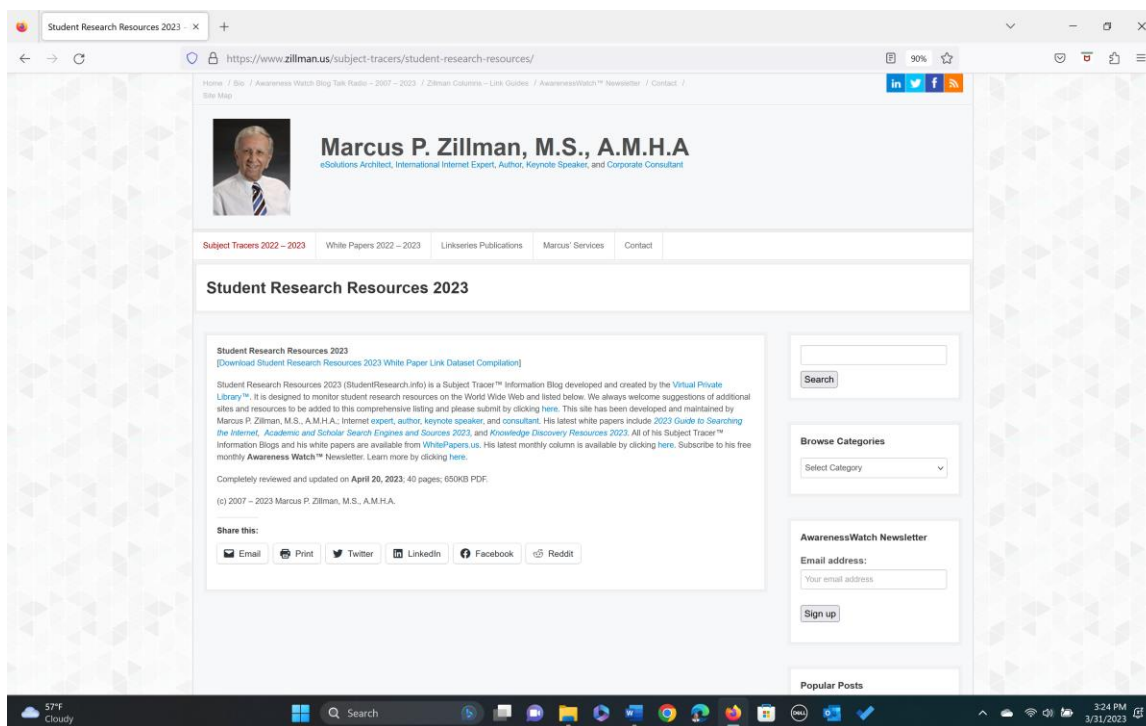 Student Research Resources 2023 -
https://www.zillman.us/subject-tracers/student-research-resources/
90%
Home / Bio / Awareness Watch Blog Talk Radio – 2007 – 2023 / Zillman Columns – Link Guides / AwarenessWatch™ Newsletter / Contact /
Site Map
Marcus P. Zillman, M.S., A.M.H.A
eSolutions Architect, International Internet Expert, Author, Keynote Speaker, and Corporate Consultant
Subject Tracers 2022 – 2023
White Papers 2022 – 2023
Linkseries Publications
Marcus' Services
Contact
Student Research Resources 2023
Student Research Resources 2023
[Download Student Research Resources 2023 White Paper Link Dataset Compilation]
Student Research Resources 2023 (StudentResearch.info) is a Subject Tracer™ Information Blog developed and created by the Virtual Private
Library™. It is designed to monitor student research resources on the World Wide Web and listed below. We always welcome suggestions of additional
sites and resources to be added to this comprehensive listing and please submit by clicking here. This site has been developed and maintained by
Marcus P. Zillman, M.S., A.M.H.A.; Internet expert, author, keynote speaker, and consultant. His latest white papers include 2023 Guide to Searching
the Internet, Academic and Scholar Search Engines and Sources 2023, and Knowledge Discovery Resources 2023. All of his Subject Tracer™
Information Blogs and his white papers are available from WhitePapers.us. His latest monthly column is available by clicking here. Subscribe to his free
monthly Awareness Watch™ Newsletter. Learn more by clicking here.
Completely reviewed and updated on April 20, 2023; 40 pages; 650KB PDF.
(c) 2007 – 2023 Marcus P. Zillman, M.S., A.M.H.A.
Share this:
Email
Print
Twitter
LinkedIn
Facebook
Reddit
Search
Browse Categories
Select Category
AwarenessWatch Newsletter
Email address:
Your email address
Sign up
Popular Posts
57°F
Cloudy
Search
DELL
3:24 PM
3/31/2023